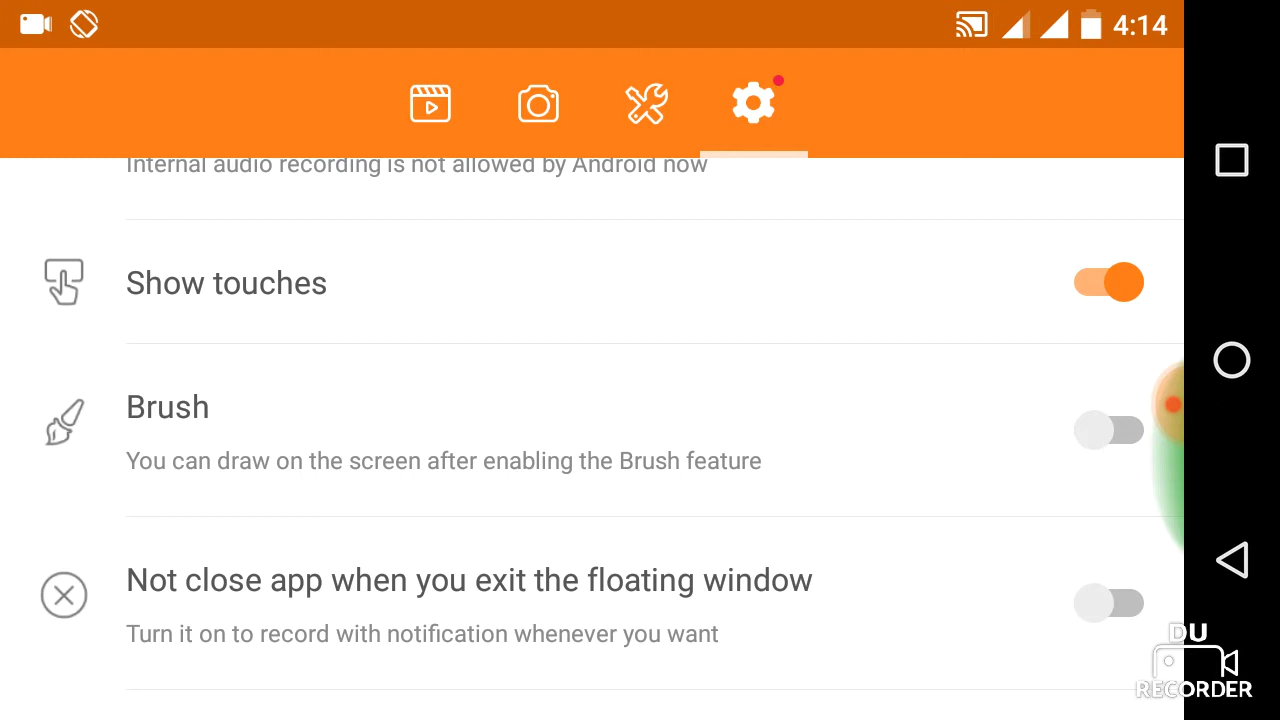 4:14
Internal audio recording is not allowed by Android now
Show touches
Brush
You can draw on the screen after enabling the Brush feature
Not close app when you exit the floating window
Turn it on to record with notification whenever you want
DU
RECORDER